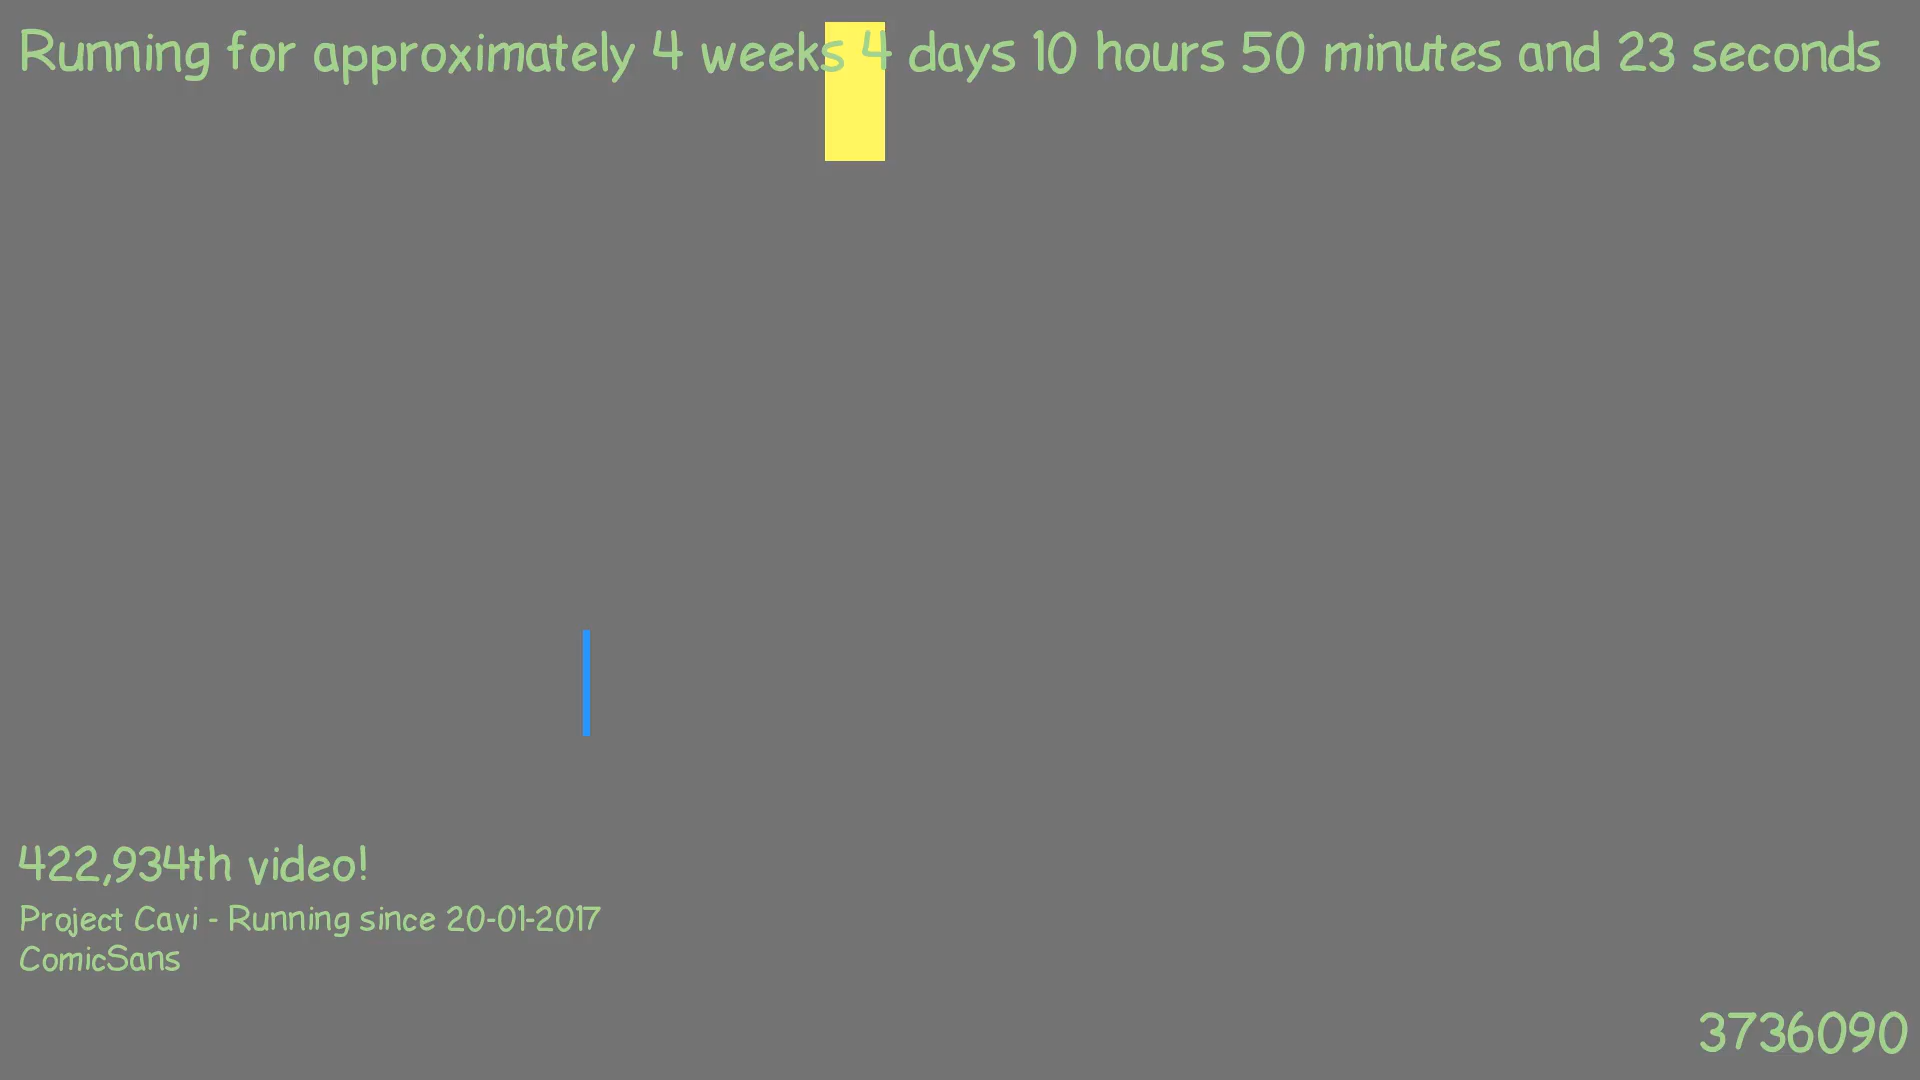 Running for approximately 4 weeks 4 days 10 hours 50 minutes and 23 seconds
422,934th video!
Project Cavi - Running since 20-01-2017
ComicSans
3736090